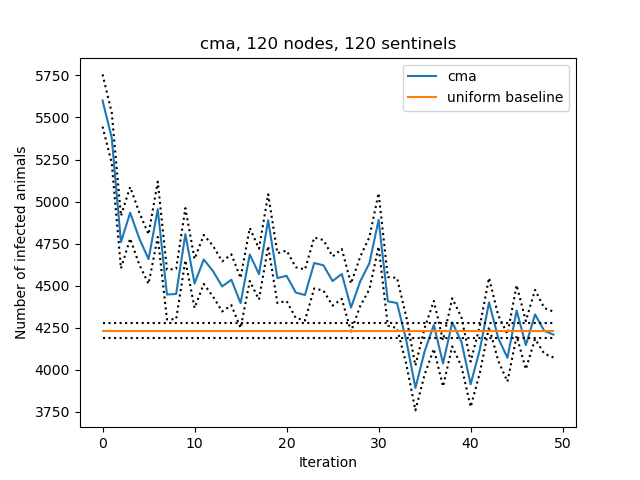 cma, 120 nodes, 120 sentinels
cma
uniform baseline
Number of infected animals
5750
5500
5250
5000
4750
4500
4250
4000
3750
0 10 20 30 40 50
Iteration